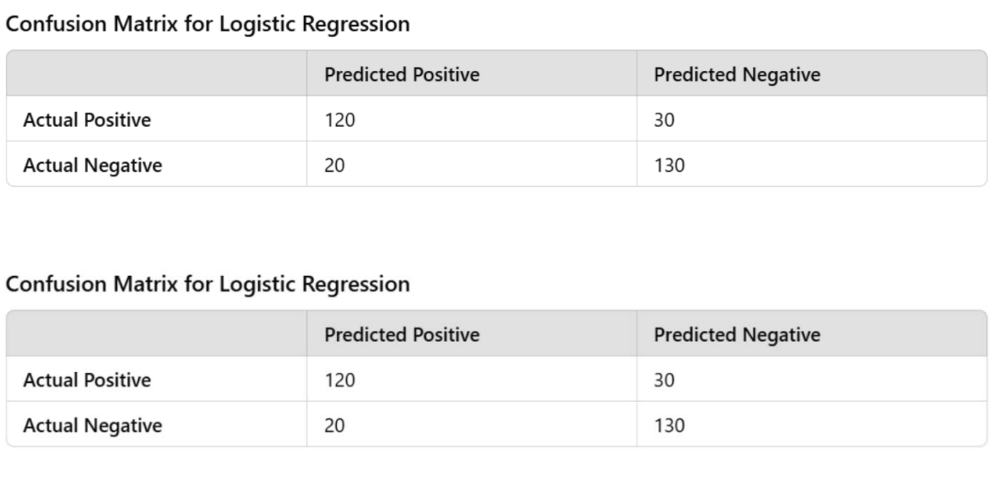 Confusion Matrix for Logistic Regression
Predicted Positive Predicted Negative
Actual Positive 120 30
Actual Negative 20 130
Confusion Matrix for Logistic Regression
Predicted Positive Predicted Negative
Actual Positive 120 30
Actual Negative 20 130